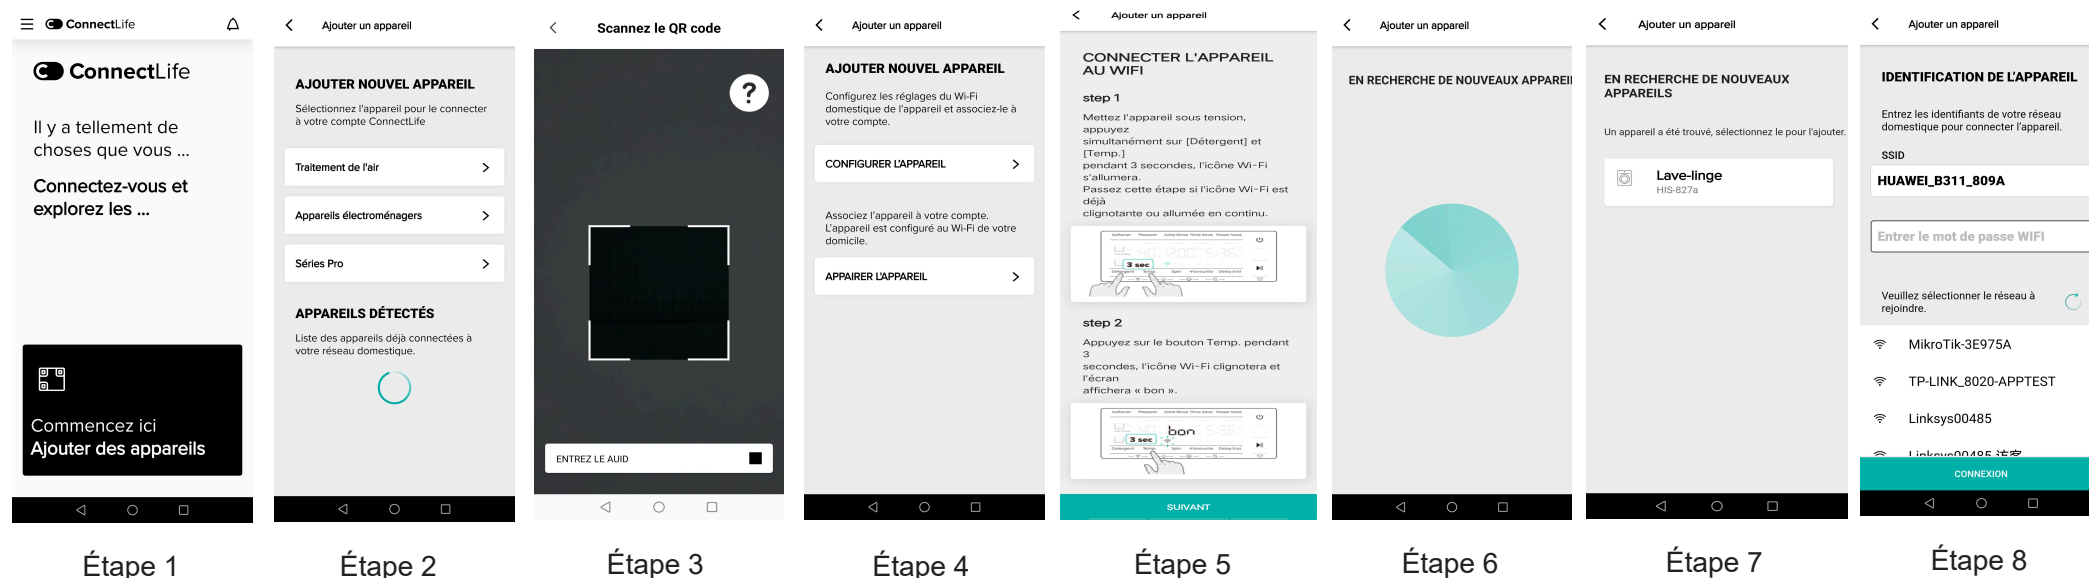 ConnectLife
ConnectLife
Il y a tellement de
choses que vous ...
Connectez-vous et
explorez les ...
Commencez ici
Ajouter des appareils
Étape 1
Ajouter un appareil
AJOUTER NOUVEL APPAREIL
Sélectionnez l'appareil pour le connecter
à votre compte ConnectLife
Traitement de l'air
Appareils électroménagers
Séries Pro
APPAREILS DÉTECTÉS
Liste des appareils déjà connectées à
votre réseau domestique.
Étape 2
Scannez le QR code
?
ENTREZ LE AUID
Étape 3
Ajouter un appareil
AJOUTER NOUVEL APPAREIL
Configurez les réglages du Wi-Fi
domestique de l'appareil et associez-le à
votre compte.
CONFIGURER L'APPAREIL
Associez l'appareil à votre compte.
L'appareil est configuré au Wi-Fi de votre
domicile.
APPAIRER L'APPAREIL
Étape 4
Ajouter un appareil
CONNECTER L'APPAREIL
AU WIFI
step 1
Mettez l'appareil sous tension,
appuyez
simultanément sur [Détergent] et
[Temp.]
pendant 3 secondes, l'icône Wi-Fi
s'allumera.
Passez cette étape si l'icône Wi-Fi est
déjà
clignotante ou allumée en continu.
3 sec
step 2
Appuyez sur le bouton Temp. pendant
3
secondes, l'icône Wi-Fi clignotera et
l'écran
affichera « bon ».
bon
3 sec
SUIVANT
Étape 5
Ajouter un appareil
EN RECHERCHE DE NOUVEAUX APPAREI
Étape 6
Ajouter un appareil
EN RECHERCHE DE NOUVEAUX
APPAREILS
Un appareil a été trouvé, sélectionnez le pour l'ajouter.
Lave-linge
HIS-827a
Étape 7
Ajouter un appareil
IDENTIFICATION DE L'APPAREIL
Entrez les identifiants de votre réseau
domestique pour connecter l'appareil.
SSID
HUAWEI_B311_809A
Entrer le mot de passe WIFI
Veuillez sélectionner le réseau à
rejoindre.
MikroTik-3E975A
TP-LINK_8020-APPTEST
Linksys00485
Linksys00485 访客
CONNEXION
Étape 8